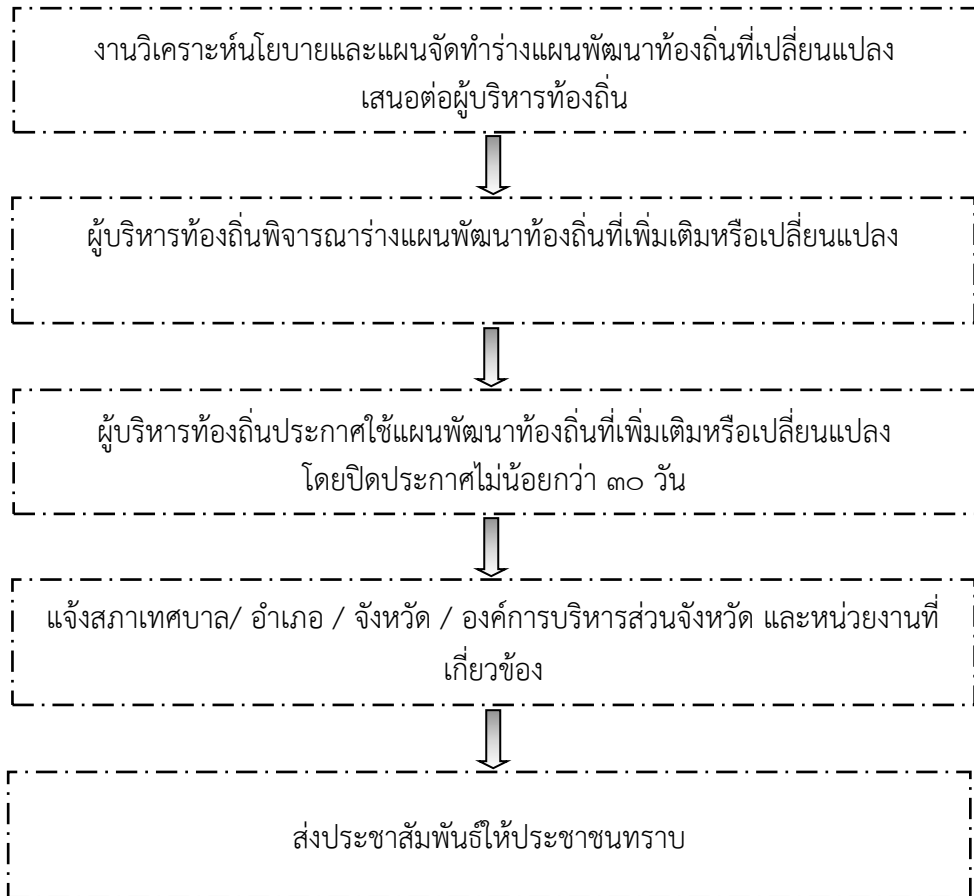 งานวิเคราะห์นโยบายและแผนจัดทำร่างแผนพัฒนาท้องถิ่นที่เปลี่ยนแปลง
เสนอต่อผู้บริหารท้องถิ่น
ผู้บริหารท้องถิ่นพิจารณาร่างแผนพัฒนาท้องถิ่นที่เพิ่มเติมหรือเปลี่ยนแปลง
ผู้บริหารท้องถิ่นประกาศใช้แผนพัฒนาท้องถิ่นที่เพิ่มเติมหรือเปลี่ยนแปลง
โดยปิดประกาศไม่น้อยกว่า ๓๐ วัน
แจ้งสภาเทศบาล/ อำเภอ / จังหวัด / องค์การบริหารส่วนจังหวัด และหน่วยงานที่
เกี่ยวข้อง
ส่งประชาสัมพันธ์ให้ประชาชนทราบ